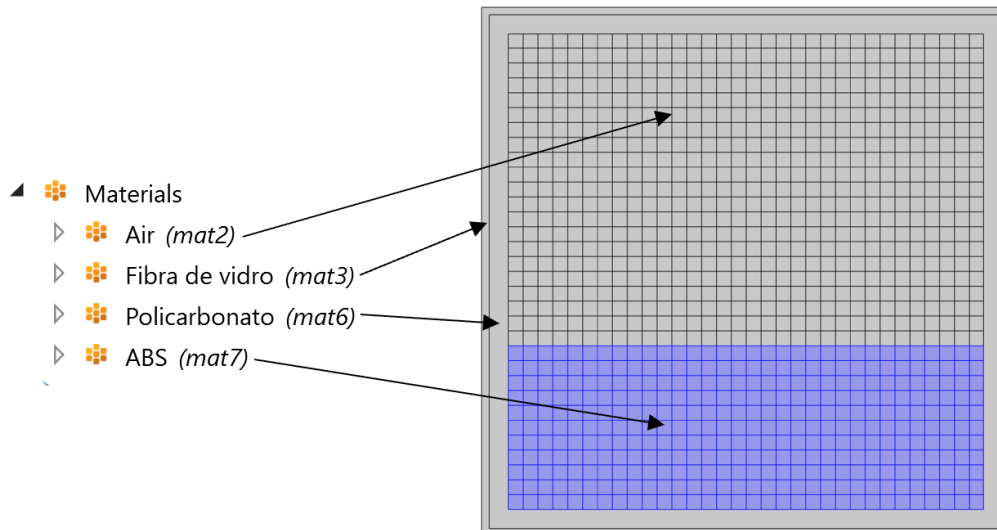 Materials
Air (mat2)
Fibra de vidro (mat3)
Policarbonato (mat6)
ABS (mat7)